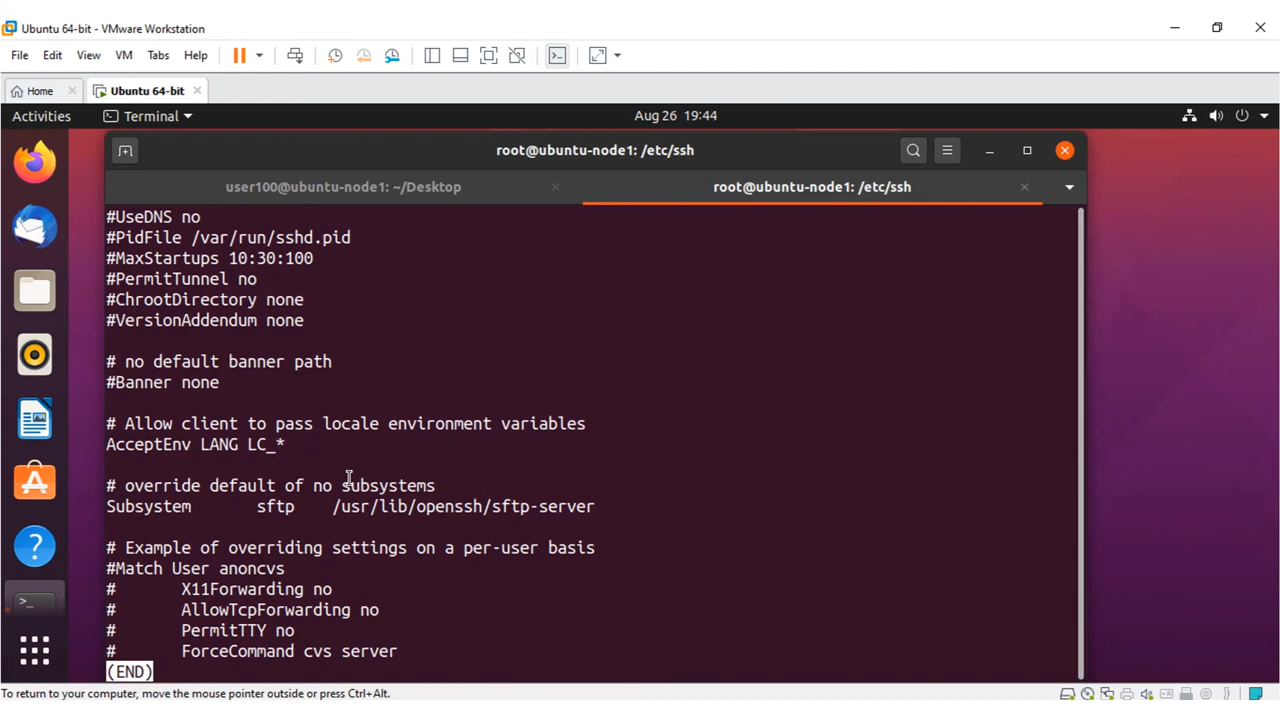 Ubuntu 64-bit - VMware Workstation
File Edit View VM Tabs Help
Home Ubuntu 64-bit
Activities Terminal Aug 26 19:44
root@ubuntu-node1: /etc/ssh
user100@ubuntu-node1: ~/Desktop root@ubuntu-node1: /etc/ssh
#UseDNS no
#PidFile /var/run/sshd.pid
#MaxStartups 10:30:100
#PermitTunnel no
#ChrootDirectory none
#VersionAddendum none
# no default banner path
#Banner none
# Allow client to pass locale environment variables
AcceptEnv LANG LC_*
# override default of no subsystems
Subsystem sftp /usr/lib/openssh/sftp-server
# Example of overriding settings on a per-user basis
#Match User anoncvs
# X11Forwarding no
# AllowTcpForwarding no
# PermitTTY no
# ForceCommand cvs server
(END)
To return to your computer, move the mouse pointer outside or press Ctrl+Alt.